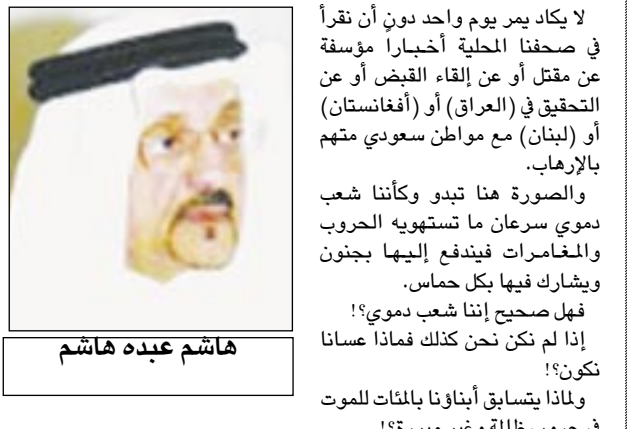 لا يكاد يمر يوم واحد دون أن نقرأ
في صحفنا المحلية أخباراً مؤسفة
عن مقتل أو عن إلقاء القبض أو عن
التحقيق في (العراق) أو (أفغانستان)
أو (لبنان) مع مواطن سعودي متهم
بالإرهاب.
والصورة هنا تبدو وكأننا شعب
دموي سرعان ما تستهويه الحروب
والمغامرات فيندفع إليها بجنون
ويشارك فيها بكل حماس.
فهل صحيح إننا شعب دموي؟!
إذا لم نكن نحن كذلك فماذا عسانا
نكون؟!
ولماذا يتسابق أبناؤنا بالمئات للموت
هاشم عبده هاشم